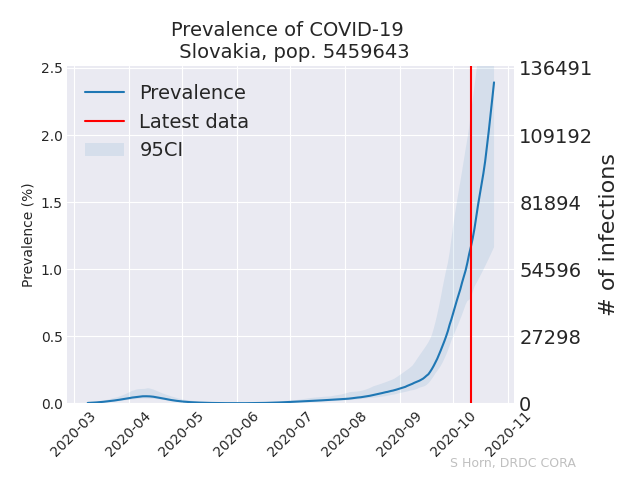 Prevalence of COVID-19
Slovakia, pop. 5459643
Prevalence
Latest data
95CI
Prevalence (%)
2.5
2.0
1.5
1.0
0.5
0.0
136491
109192
81894
54596
27298
0
# of infections
2020-03
2020-04
2020-05
2020-06
2020-07
2020-08
2020-09
2020-10
2020-11
S Horn, DRDC CORA